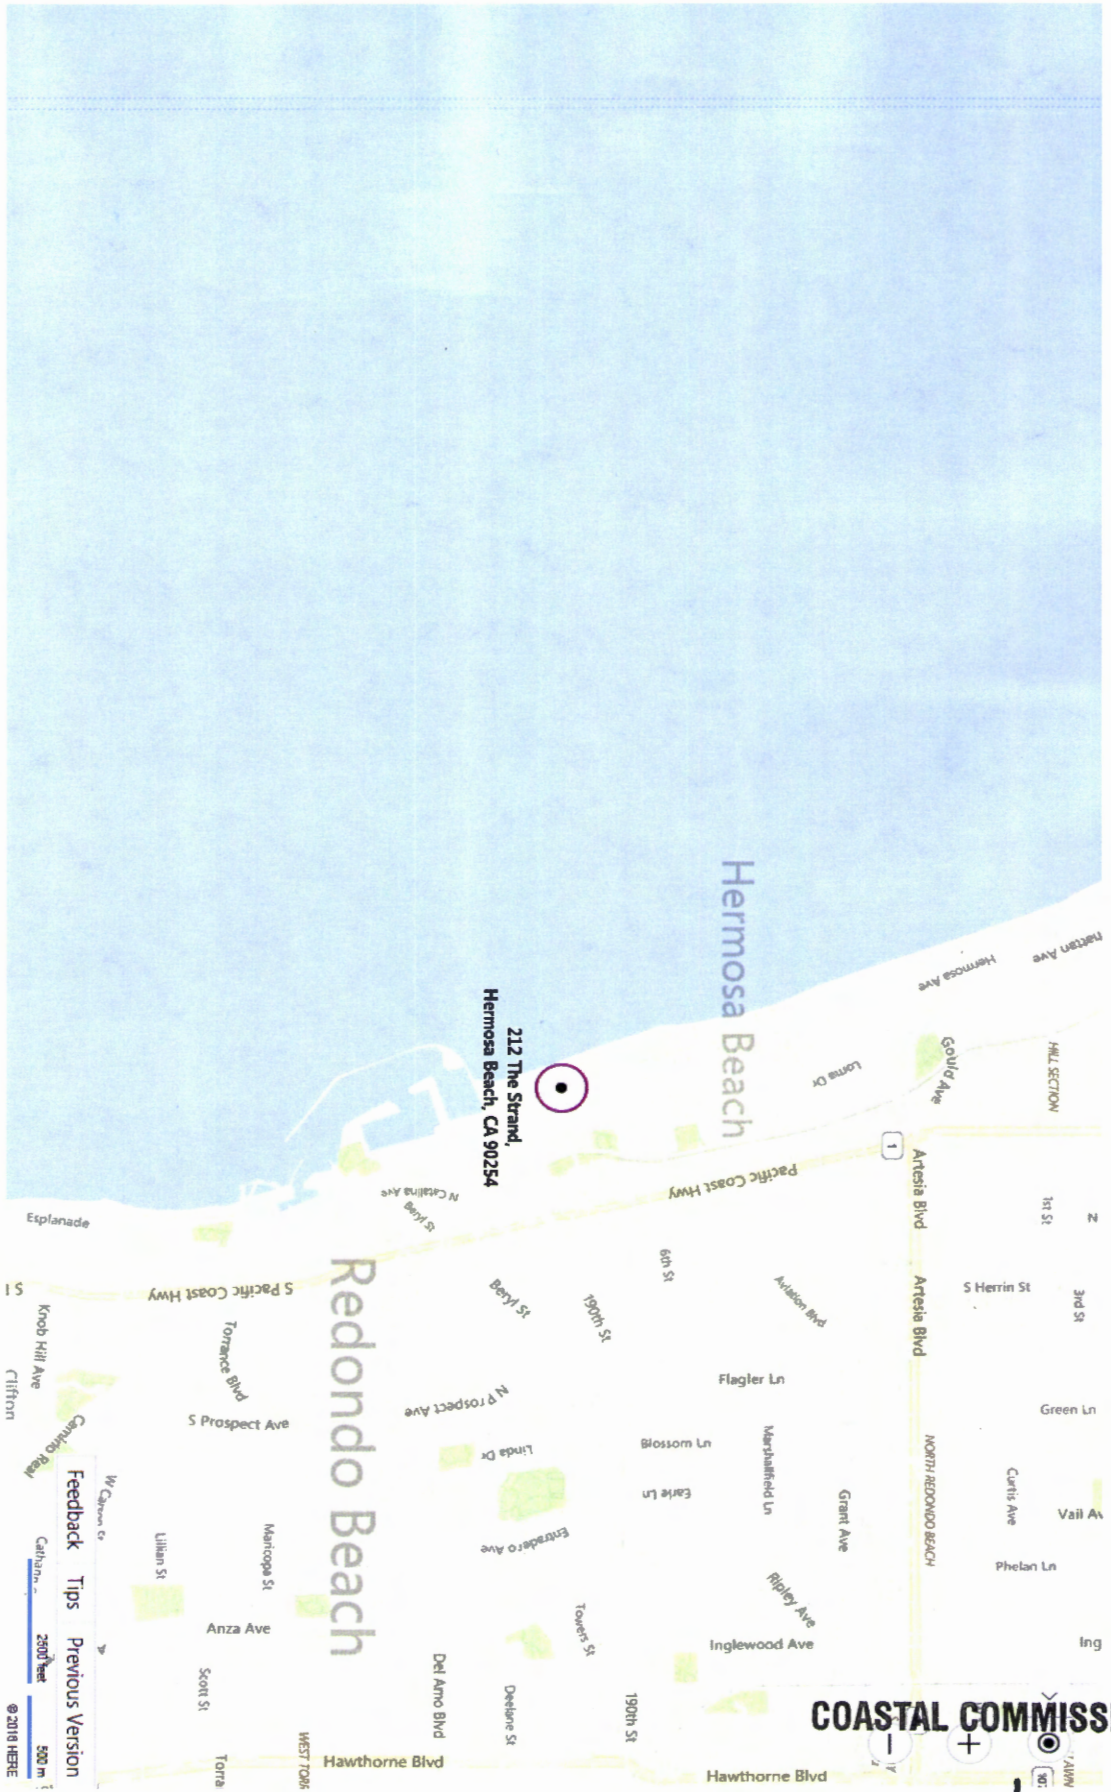 Hermosa Beach
Redondo Beach
212 The Strand,
Hermosa Beach, CA 90254
Hermosa Ave
Gould Ave
HILL SECTION
Loma Dr
1
Artesia Blvd
Artesia Blvd
Pacific Coast Hwy
1st St
N
3rd St
S Herrin St
6th St
Aviation Blvd
N Catalina Ave
Beryl St
Beryl St
190th St
Esplanade
S Pacific Coast Hwy
Knob Hill Ave
Clifton
Torrance Blvd
S Prospect Ave
N Prospect Ave
Flagler Ln
Green Ln
Camino Real
Linda Dr
Blossom Ln
Earle Ln
Marshallfield Ln
Grant Ave
NORTH REDONDO BEACH
Curtis Ave
Vail Av
Phelan Ln
Entradero Ave
Lillian St
Maricopa St
Anza Ave
Scott St
Towers St
Ripley Ave
Inglewood Ave
Ing
Del Amo Blvd
Deelane St
190th St
Torra
Hawthorne Blvd
Hawthorne Blvd
COASTAL COMMISS
Feedback Tips Previous Version
2500 feet 500 m
© 2016 HERE